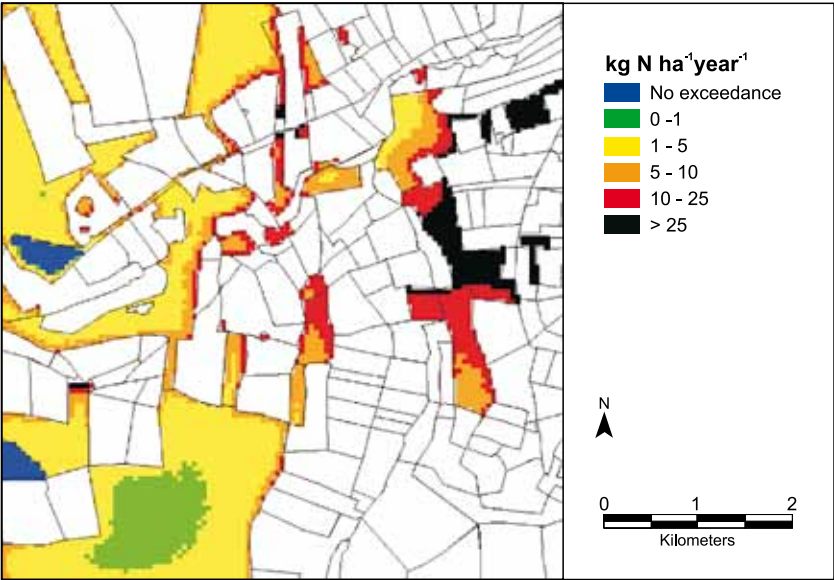 kg N ha⁻¹year⁻¹
No exceedance
0 -1
1 - 5
5 - 10
10 - 25
> 25
N
0 1 2
Kilometers